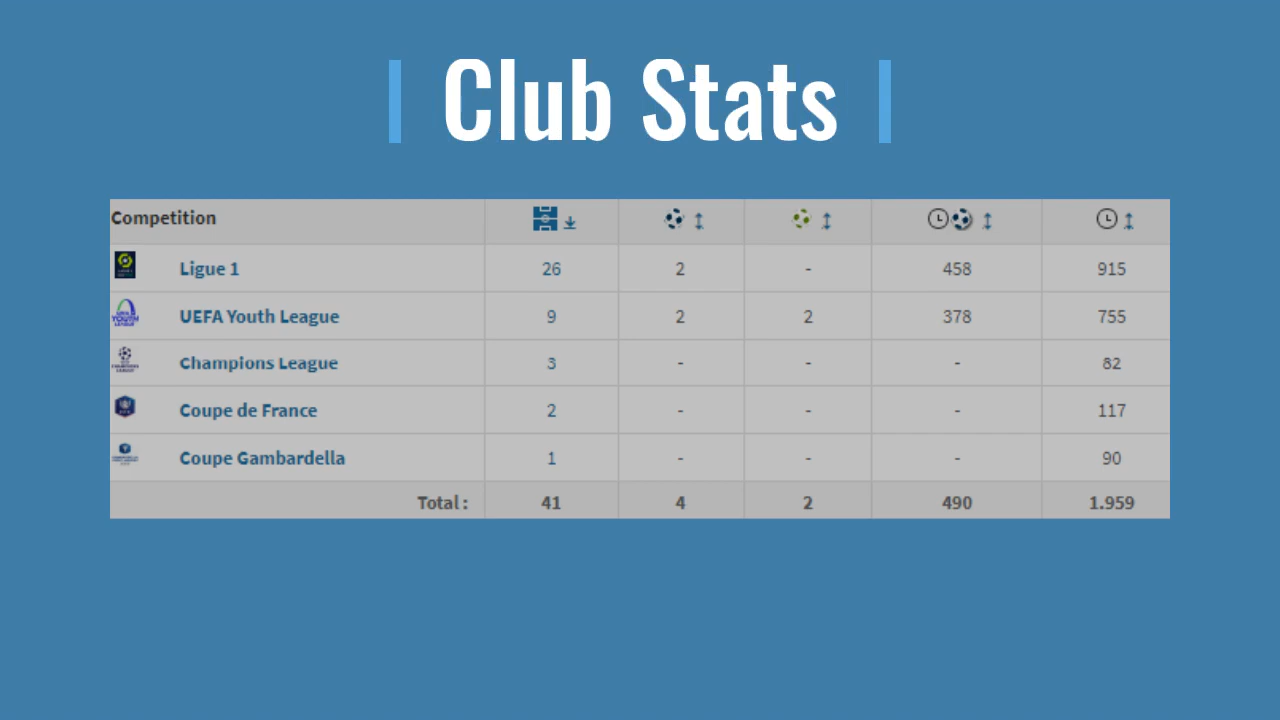 Club Stats
Competition
Ligue 1 26 2 - 458 915
UEFA Youth League 9 2 2 378 755
Champions League 3 - - - 82
Coupe de France 2 - - - 117
Coupe Gambardella 1 - - - 90
Total : 41 4 2 490 1.959